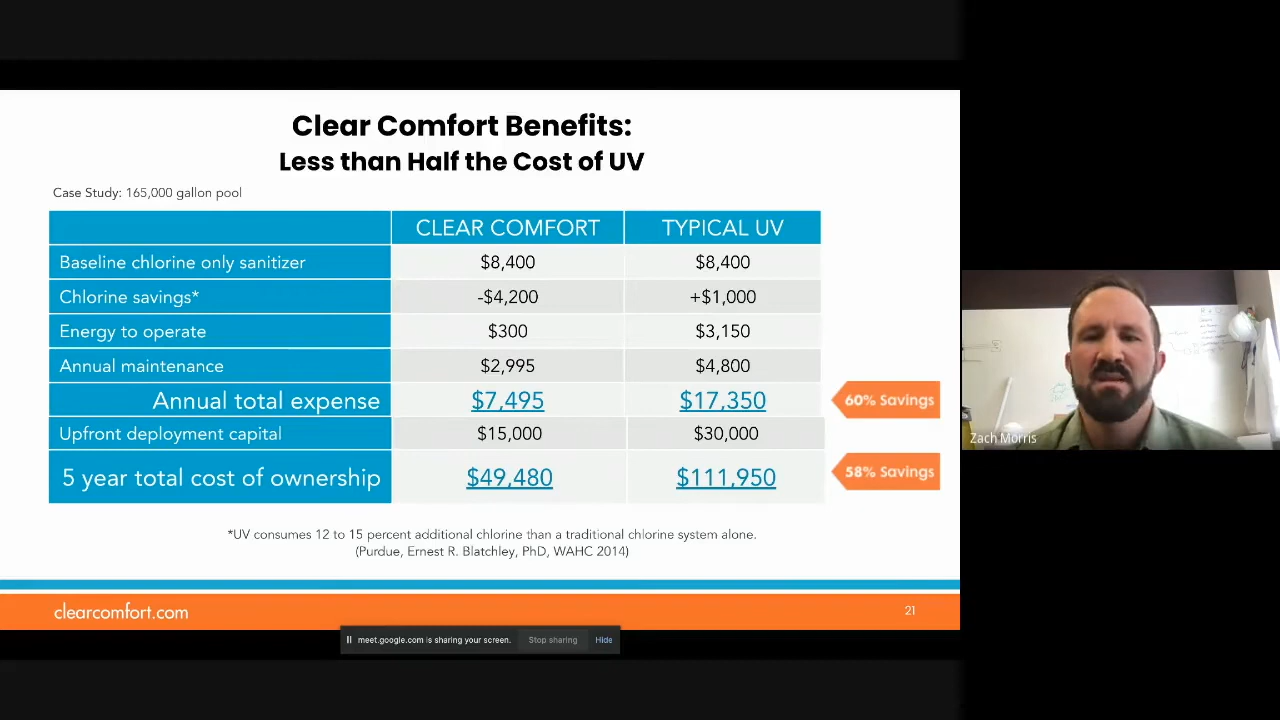 Clear Comfort Benefits:
Less than Half the Cost of UV
Case Study: 165,000 gallon pool
CLEAR COMFORT TYPICAL UV
Baseline chlorine only sanitizer $8,400 $8,400
Chlorine savings* -$4,200 +$1,000
Energy to operate $300 $3,150
Annual maintenance $2,995 $4,800
Annual total expense $7,495 $17,350
60% Savings
Upfront deployment capital $15,000 $30,000
5 year total cost of ownership $49,480 $111,950
58% Savings
*UV consumes 12 to 15 percent additional chlorine than a traditional chlorine system alone.
(Purdue, Ernest R. Blatchley, PhD, WAHC 2014)
clearcomfort.com
21
meet.google.com is sharing your screen. Stop sharing Hide
Zach Morris